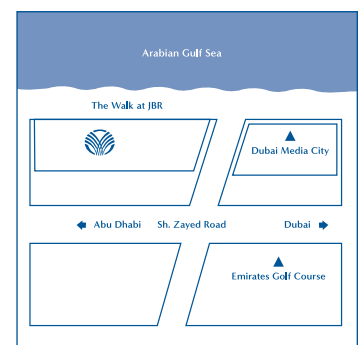 Arabian Gulf Sea
The Walk at JBR
Dubai Media City
Abu Dhabi Sh. Zayed Road Dubai
Emirates Golf Course